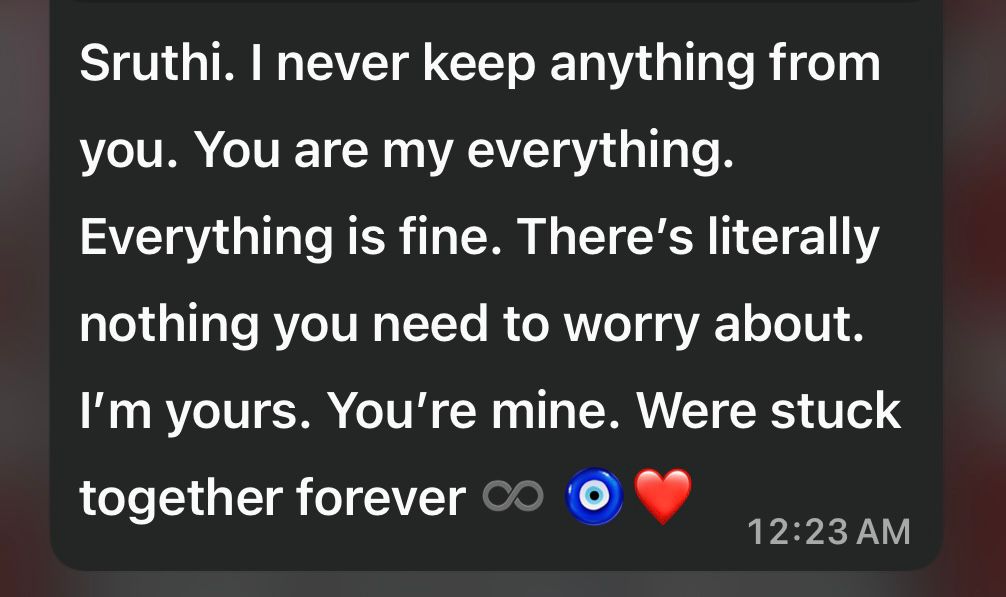 Sruthi. I never keep anything from
you. You are my everything.
Everything is fine. There’s literally
nothing you need to worry about.
I’m yours. You’re mine. Were stuck
together forever ♾️ 🧿❤️
12:23 AM